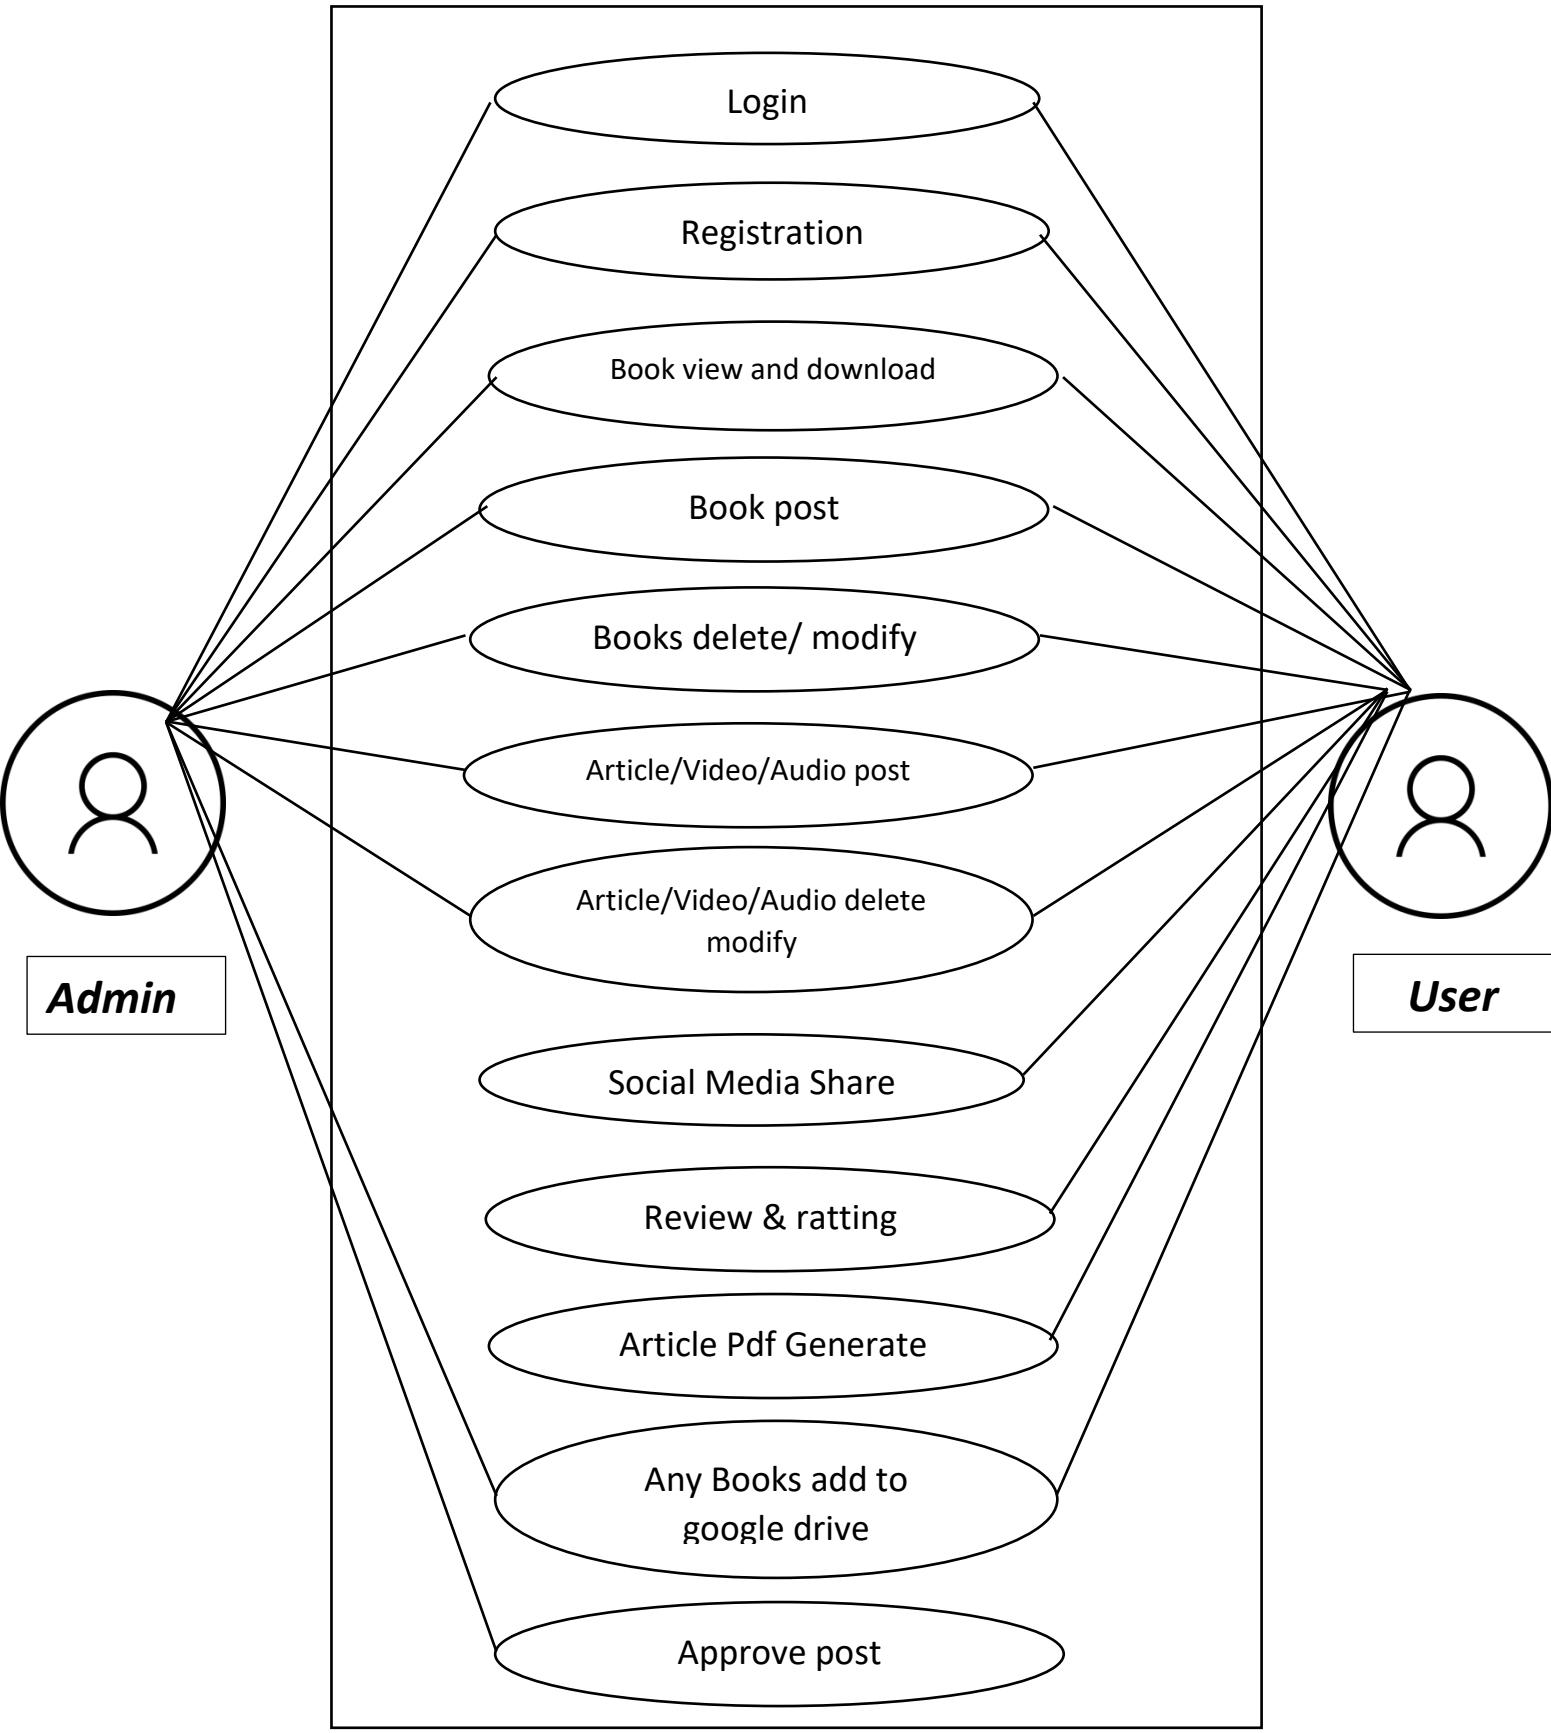 Login
Registration
Book view and download
Book post
Books delete/ modify
Article/Video/Audio post
Article/Video/Audio delete
modify
Admin
User
Social Media Share
Review & ratting
Article Pdf Generate
Any Books add to
google drive
Approve post